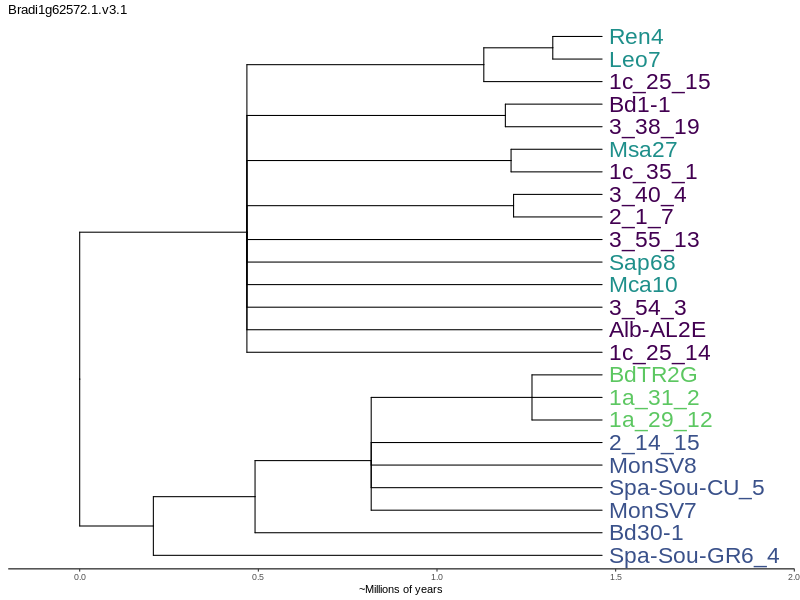 Bradi1g62572.1.v3.1
Ren4
Leo7
1c_25_15
Bd1-1
3_38_19
Msa27
1c_35_1
3_40_4
2_1_7
3_55_13
Sap68
Mca10
3_54_3
Alb-AL2E
1c_25_14
BdTR2G
1a_31_2
1a_29_12
2_14_15
MonSV8
Spa-Sou-CU_5
MonSV7
Bd30-1
Spa-Sou-GR6_4
0.0 0.5 1.0 1.5 2.0
~Millions of years